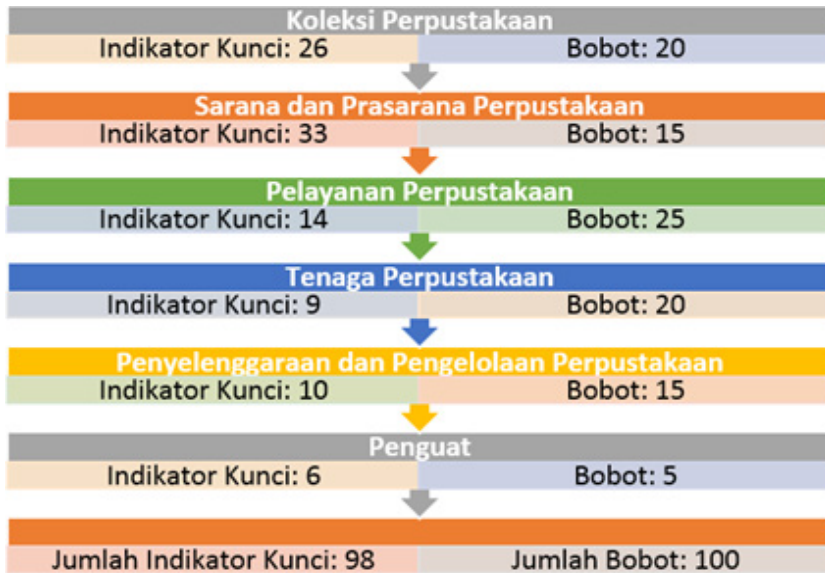 Koleksi Perpustakaan
Indikator Kunci: 26 Bobot: 20
Sarana dan Prasarana Perpustakaan
Indikator Kunci: 33 Bobot: 15
Pelayanan Perpustakaan
Indikator Kunci: 14 Bobot: 25
Tenaga Perpustakaan
Indikator Kunci: 9 Bobot: 20
Penyelenggaraan dan Pengelolaan Perpustakaan
Indikator Kunci: 10 Bobot: 15
Penguat
Indikator Kunci: 6 Bobot: 5
Jumlah Indikator Kunci: 98 Jumlah Bobot: 100